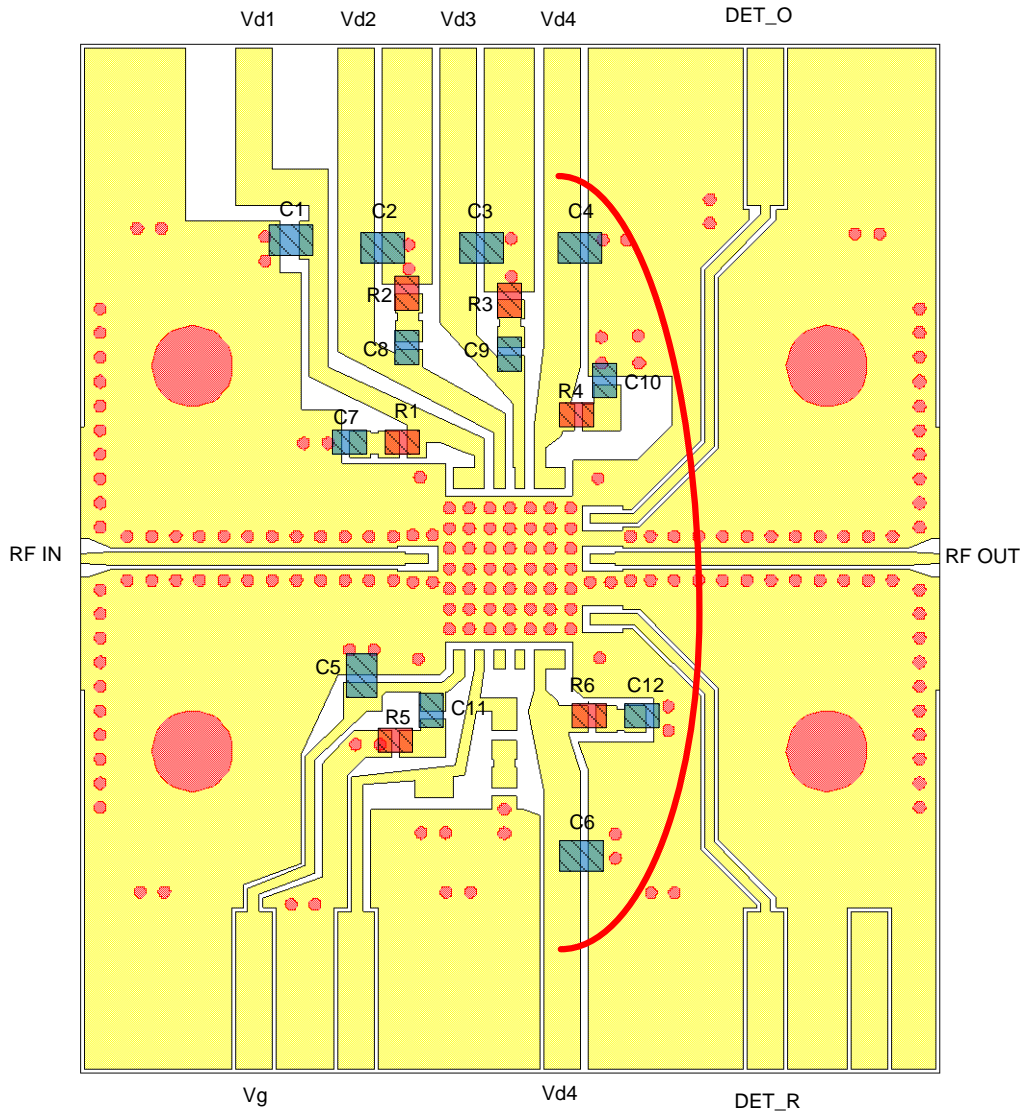 Vd1 Vd2 Vd3 Vd4 DET_O
C1 C2 C3 C4
R2 R3
C8 C9 C10
R4
C7 R1
RF IN RF OUT
C5
C11 R6 C12
R5
C6
Vg Vd4 DET_R